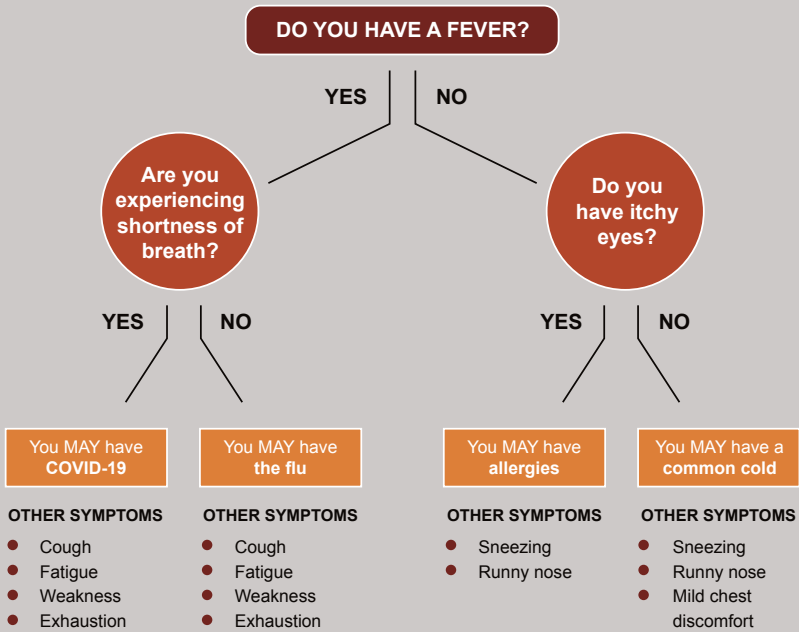 DO YOU HAVE A FEVER?
YES
NO
Are you
experiencing
shortness of
breath?
Do you
have itchy
eyes?
YES
NO
YES
NO
You MAY have
COVID-19
You MAY have
the flu
You MAY have
allergies
You MAY have a
common cold
OTHER SYMPTOMS
Cough
Fatigue
Weakness
Exhaustion
OTHER SYMPTOMS
Cough
Fatigue
Weakness
Exhaustion
OTHER SYMPTOMS
Sneezing
Runny nose
OTHER SYMPTOMS
Sneezing
Runny nose
Mild chest
discomfort